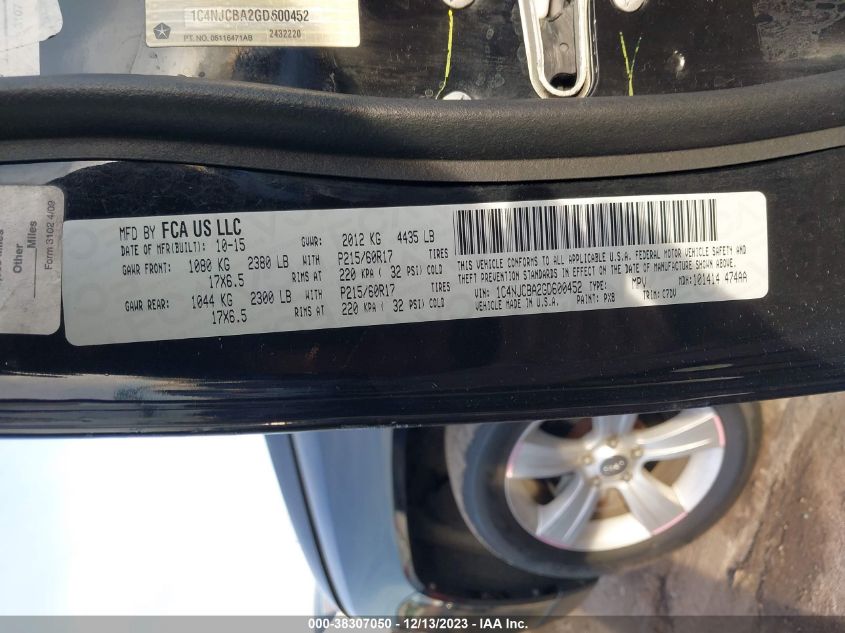 1C4NJCBA2GD600452
PT. NO. 05116471AB 2432220
107
Other
Miles
Miles
Form 3102 4/09
MFD BY FCA US LLC
DATE OF MFR(BUILT): 10-15 GVWR: 2012 KG 4435 LB
GAWR FRONT: 1080 KG 2380 LB WITH P215/60R17 TIRES
17X6.5 RIMS AT 220 KPA ( 32 PSI) COLD
GAWR REAR: 1044 KG 2300 LB WITH P215/60R17 TIRES
17X6.5 RIMS AT 220 KPA ( 32 PSI) COLD
THIS VEHICLE CONFORMS TO ALL APPLICABLE U.S.A. FEDERAL MOTOR VEHICLE SAFETY AND
THEFT PREVENTION STANDARDS IN EFFECT ON THE DATE OF MANUFACTURE SHOWN ABOVE.
VIN: 1C4NJCBA2GD600452 TYPE: MPV MDH: 101414 474AA
VEHICLE MADE IN U.S.A. PAINT: PX8 TRIM: C7DV
000-38307050 - 12/13/2023 - IAA Inc.